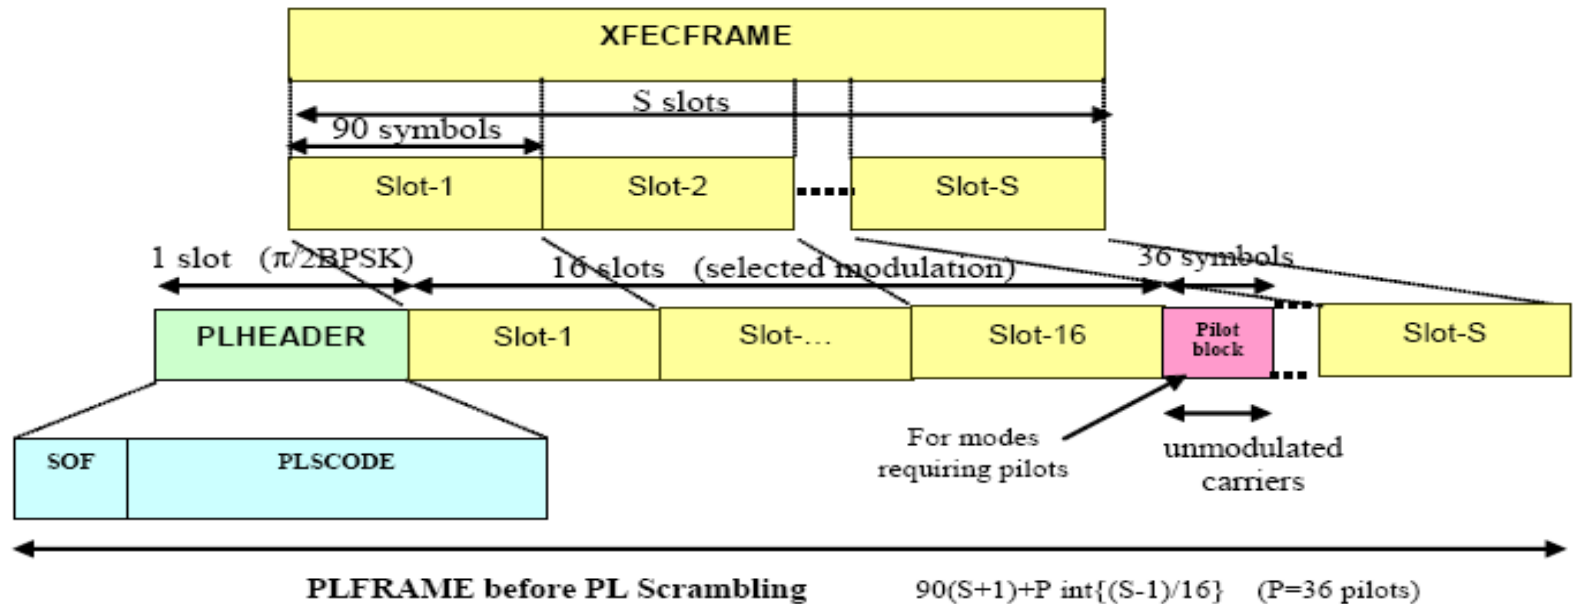 XFECFRAME
S slots
90 symbols
Slot-1 Slot-2 Slot-S
1 slot (π/2BPSK) 16 slots (selected modulation) 36 symbols
PLHEADER Slot-1 Slot-... Slot-16 Pilot block Slot-S
SOF PLSCODE
For modes requiring pilots
unmodulated carriers
PLFRAME before PL Scrambling 90(S+1)+P int{(S-1)/16} (P=36 pilots)